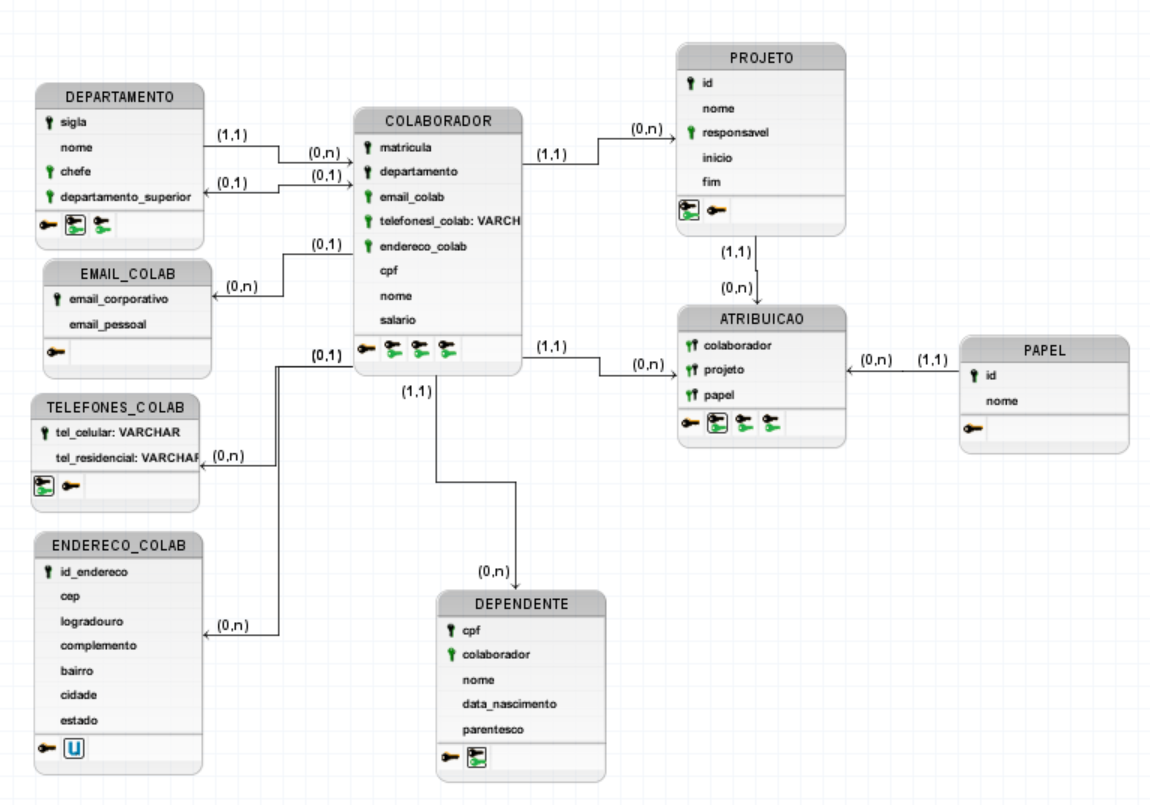 DEPARTAMENTO
sigla
nome
chefe
departamento_superior
(1,1)
(0,n)
(0,1)
(0,1)
COLABORADOR
matricula
departamento
email_colab
telefonesl_colab: VARCH
endereco_colab
cpf
nome
salario
(1,1)
(0,n)
PROJETO
id
nome
responsavel
inicio
fim
(1,1)
(0,n)
EMAIL_COLAB
email_corporativo
email_pessoal
(0,1)
(0,n)
ATRIBUICAO
colaborador
projeto
papel
(1,1)
(0,n)
(0,n)
(1,1)
PAPEL
id
nome
TELEFONES_COLAB
tel_celular: VARCHAR
tel_residencial: VARCHAR
(0,1)
(0,n)
(1,1)
(0,n)
ENDERECO_COLAB
id_endereco
cep
logradouro
complemento
bairro
cidade
estado
(0,n)
DEPENDENTE
cpf
colaborador
nome
data_nascimento
parentesco